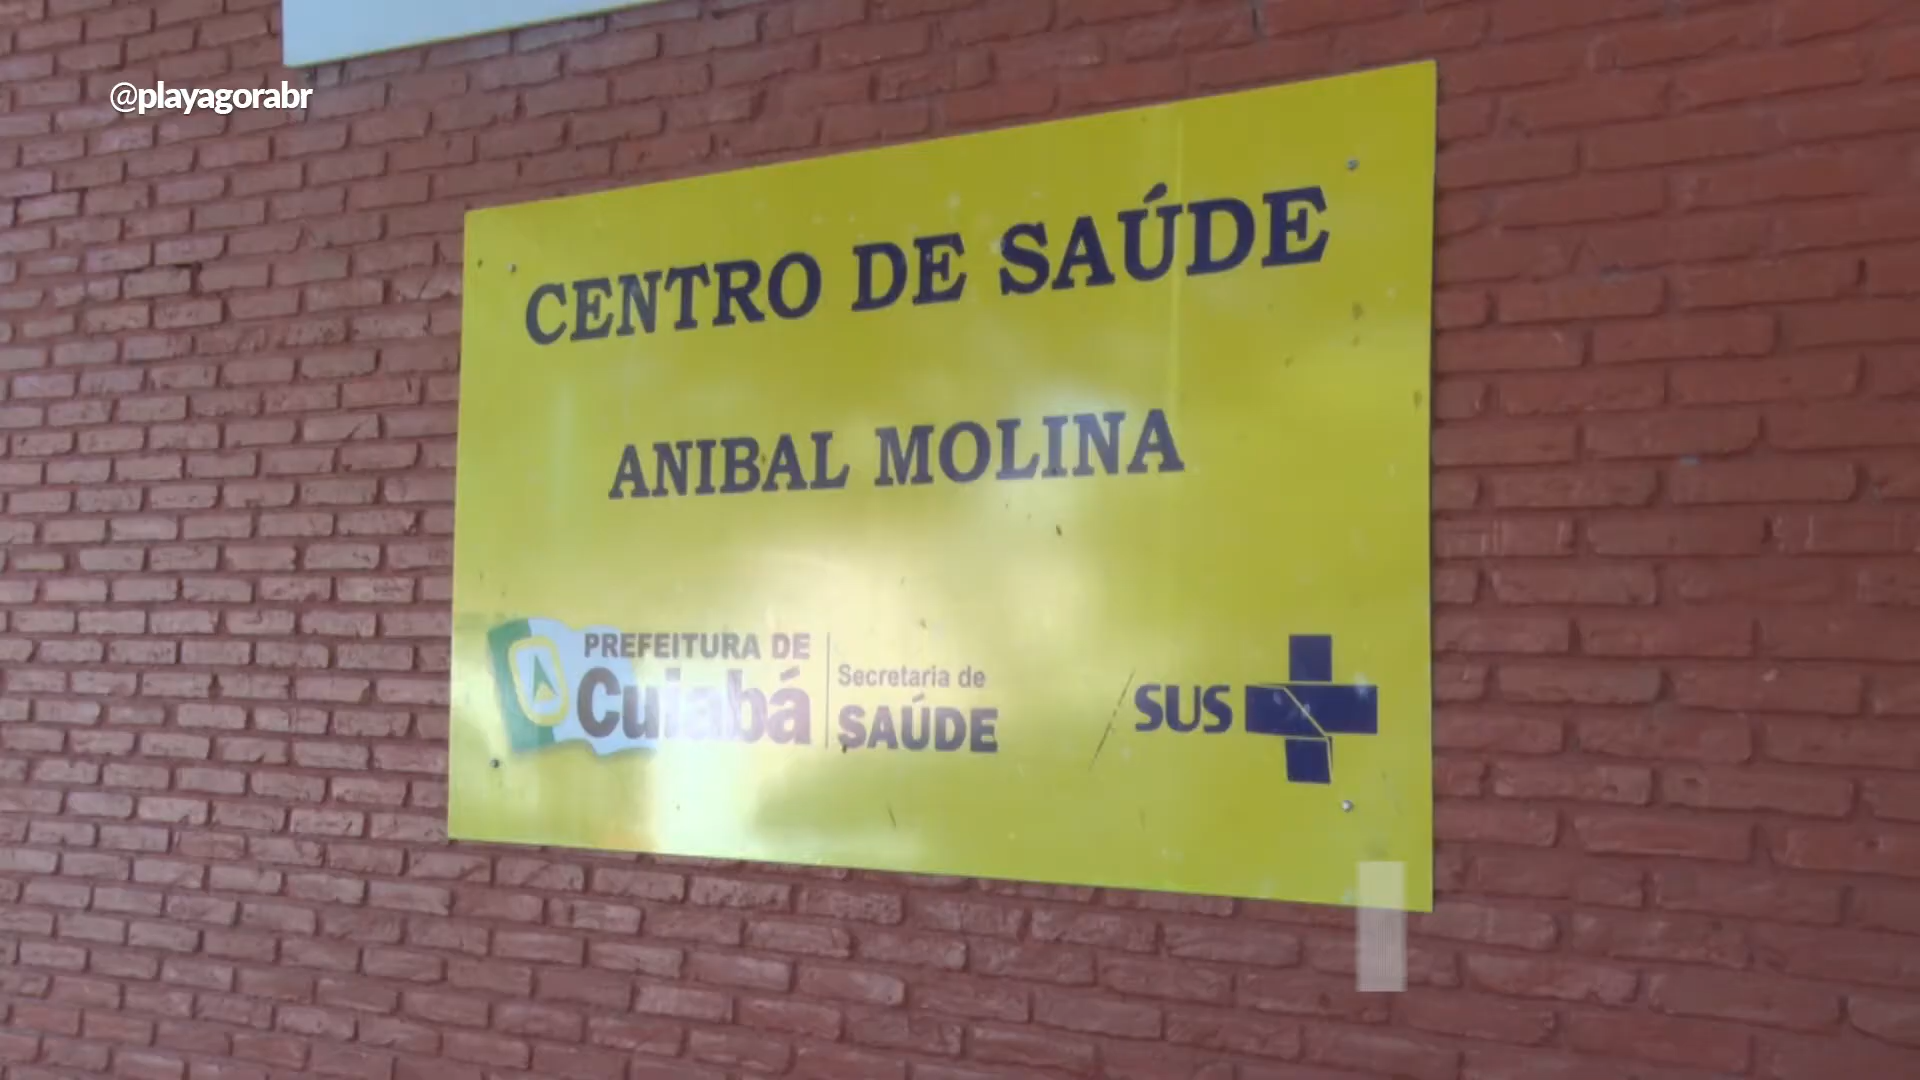 @playagorabr
CENTRO DE SAÚDE
ANIBAL MOLINA
PREFEITURA DE
Cuiabá
Secretaria de
SAÚDE
SUS